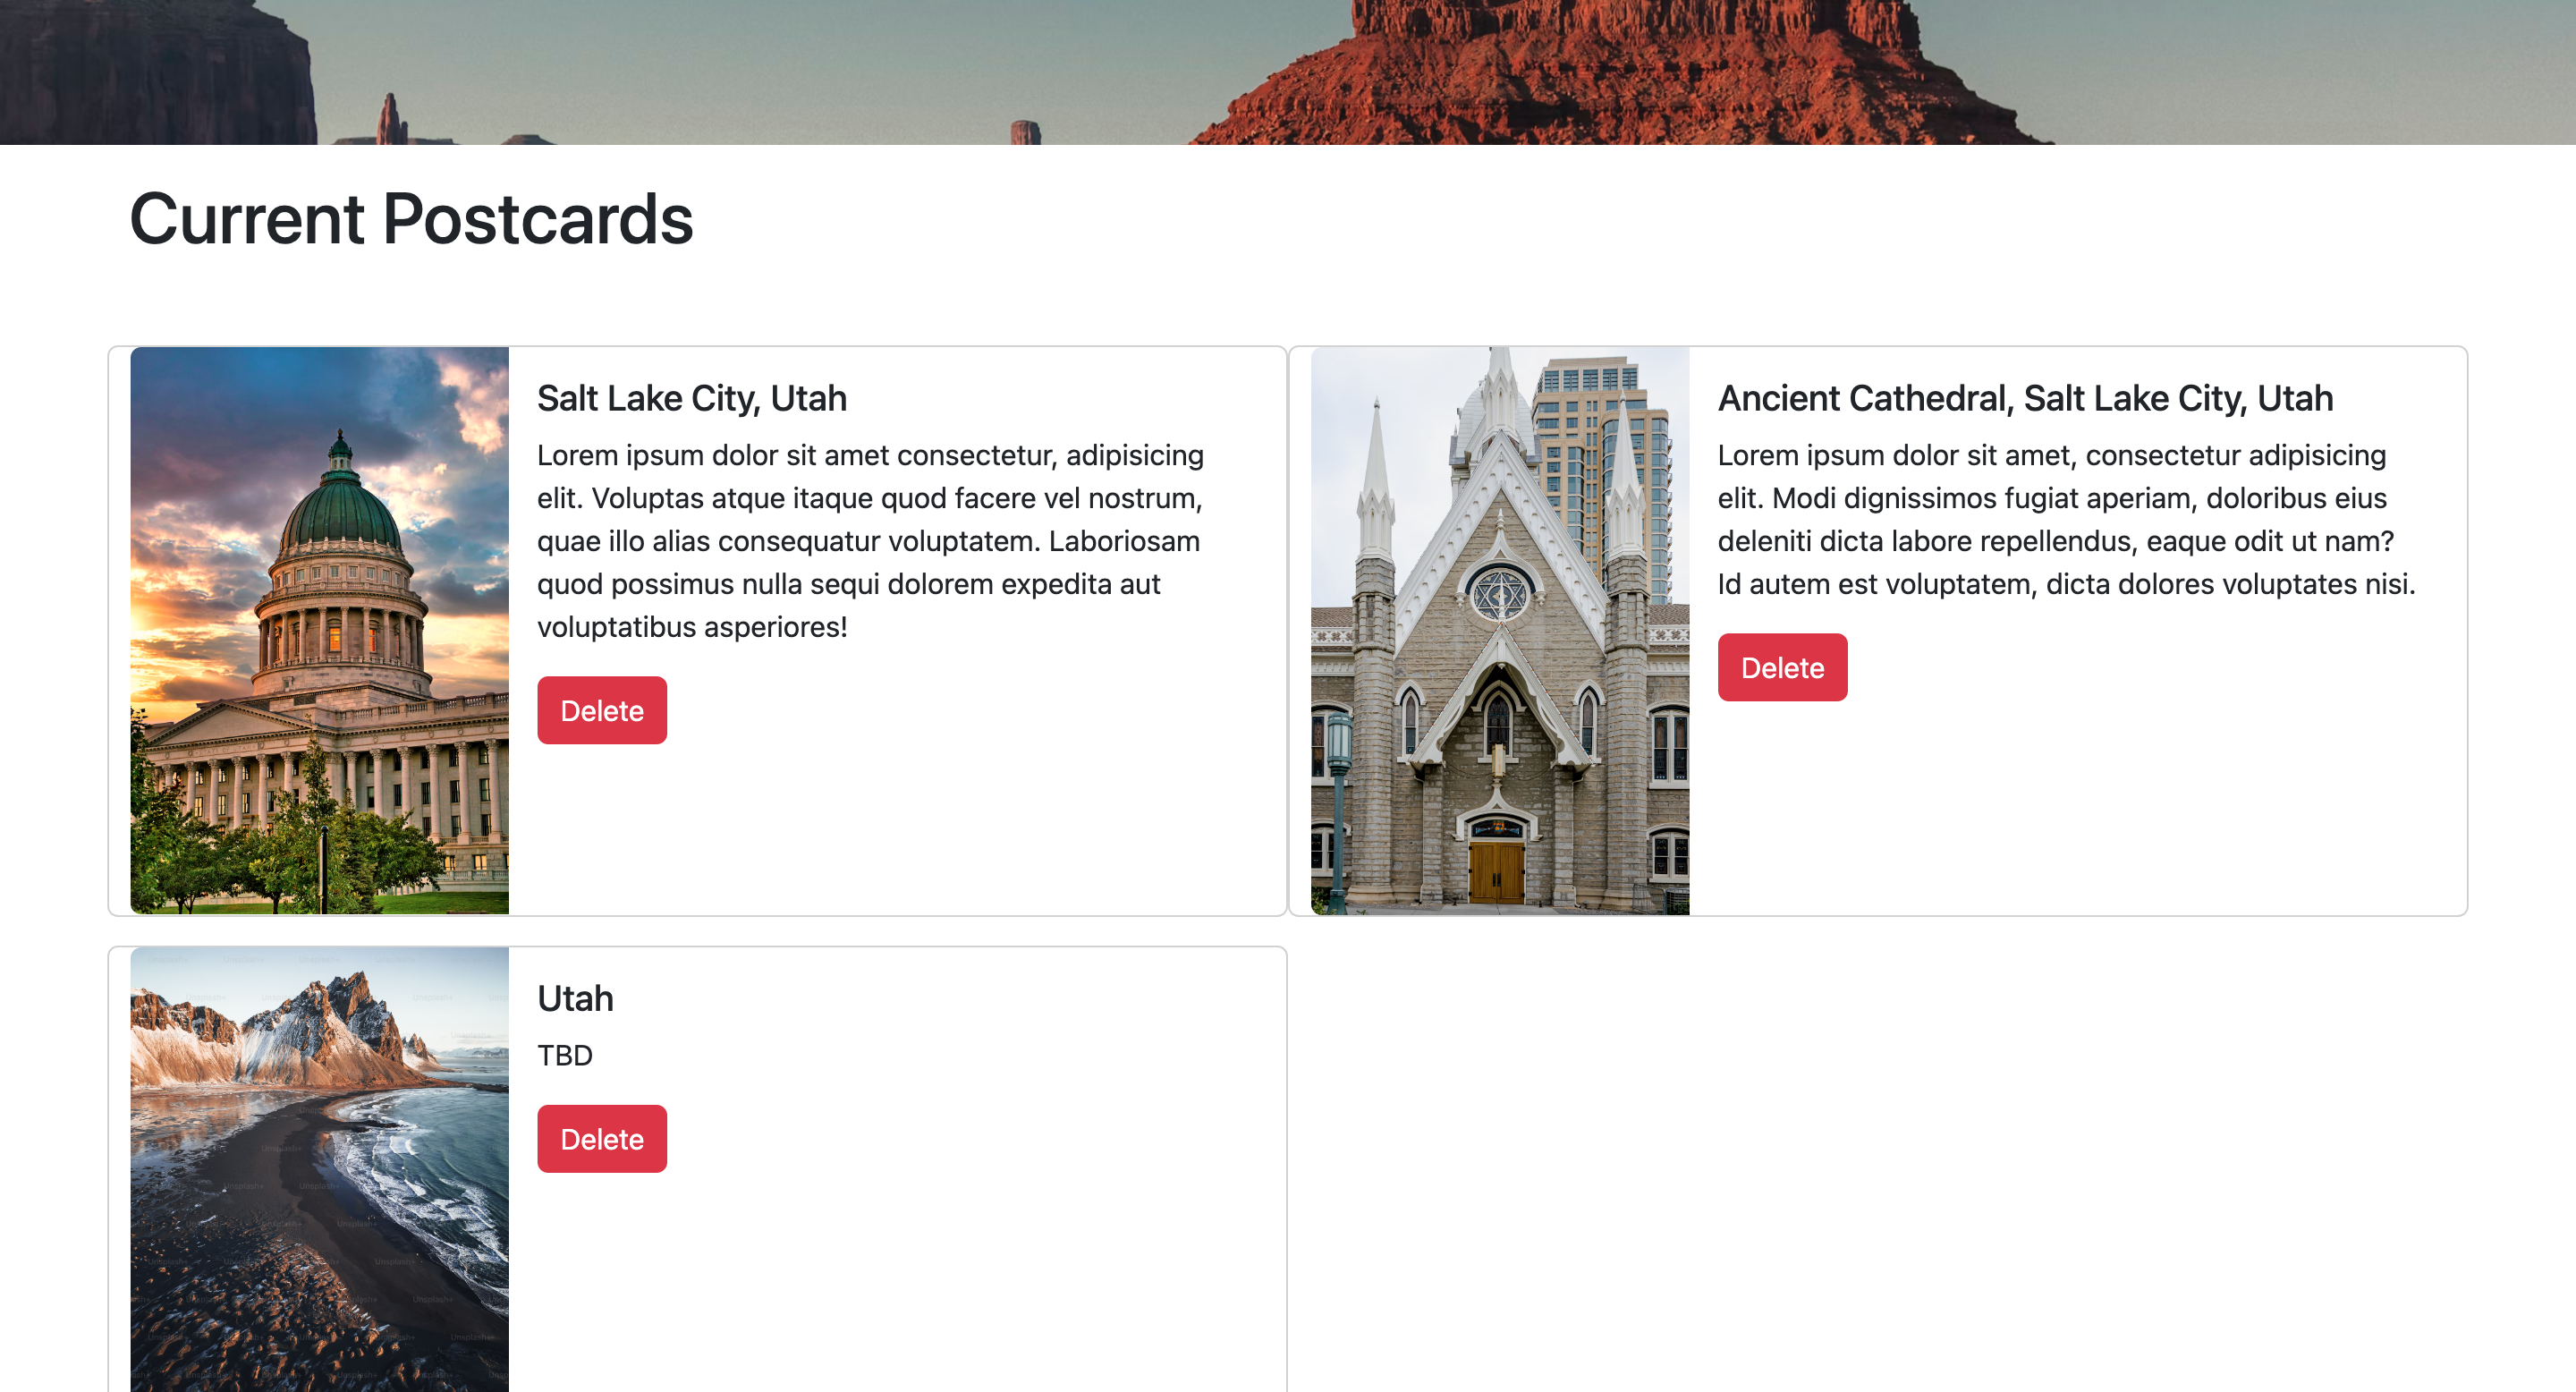 Current Postcards
Salt Lake City, Utah
Lorem ipsum dolor sit amet consectetur, adipisicing
elit. Voluptas atque itaque quod facere vel nostrum,
quae illo alias consequatur voluptatem. Laboriosam
quod possimus nulla sequi dolorem expedita aut
voluptatibus asperiores!
Delete
Ancient Cathedral, Salt Lake City, Utah
Lorem ipsum dolor sit amet, consectetur adipisicing
elit. Modi dignissimos fugiat aperiam, doloribus eius
deleniti dicta labore repellendus, eaque odit ut nam?
Id autem est voluptatem, dicta dolores voluptates nisi.
Delete
Utah
TBD
Delete